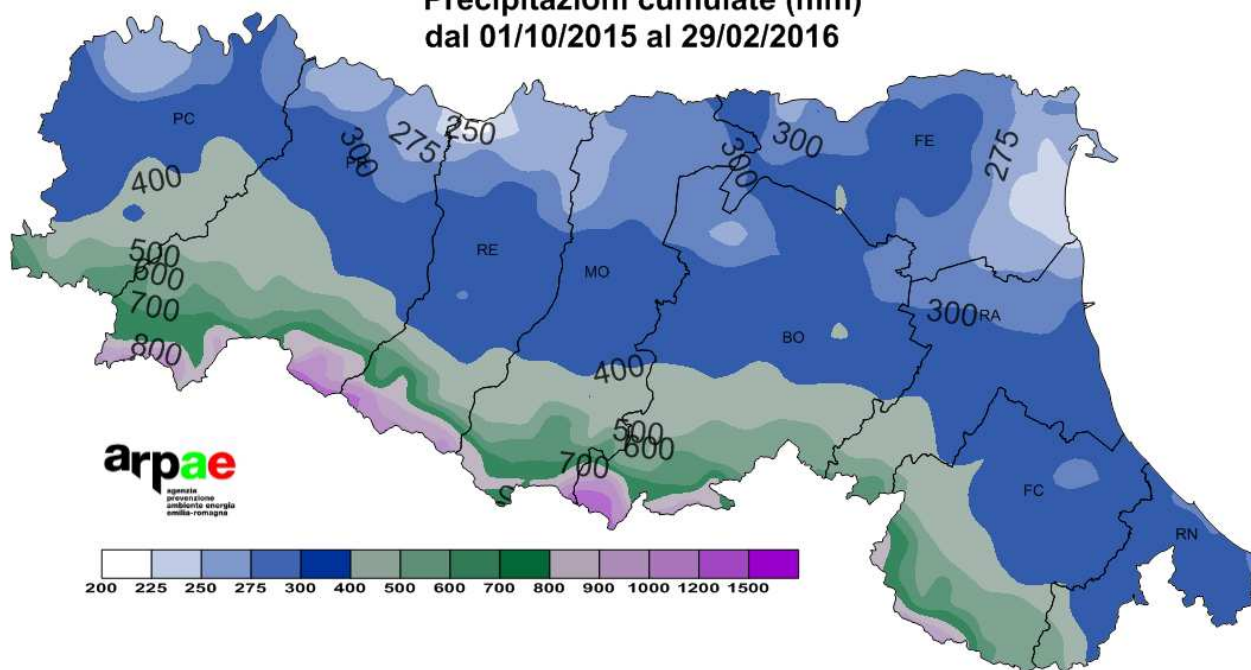 Precipitazioni cumulate (mm)
dal 01/10/2015 al 29/02/2016
PC
PR
RE
MO
BO
FE
RA
FC
RN
300
275
250
300
300
275
400
500
600
700
800
300
400
500
600
700
arpae
agenzia
prevenzione
ambiente energia
emilia-romagna
200 225 250 275 300 400 500 600 700 800 900 1000 1200 1500